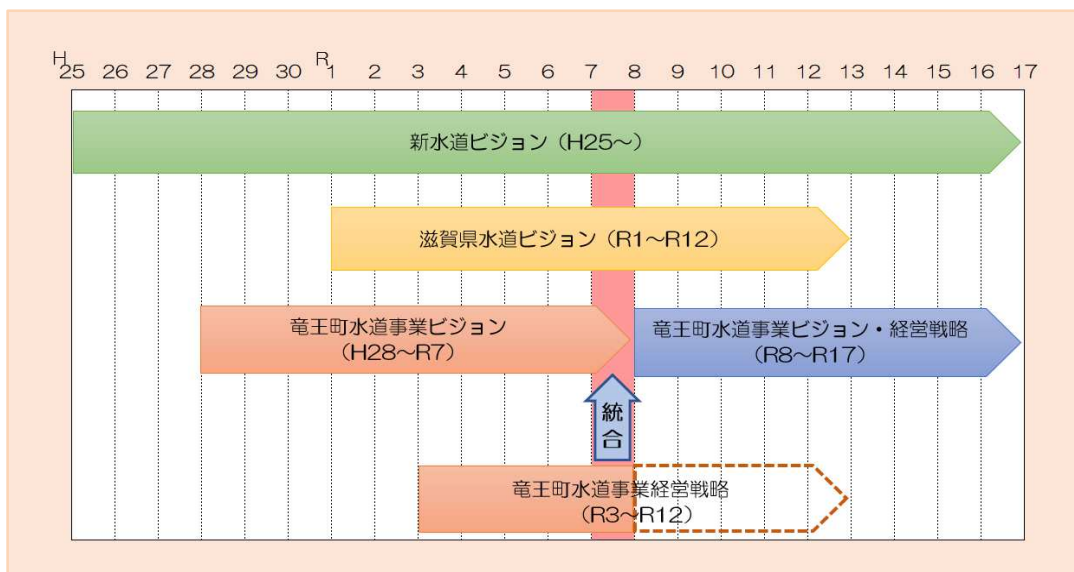 H R
25 26 27 28 29 30 1 2 3 4 5 6 7 8 9 10 11 12 13 14 15 16 17
新水道ビジョン(H25~)
滋賀県水道ビジョン(R1~R12)
竜王町水道事業ビジョン
(H28~R7)
竜王町水道事業ビジョン・経営戦略
(R8~R17)
統合
竜王町水道事業経営戦略
(R3~R12)